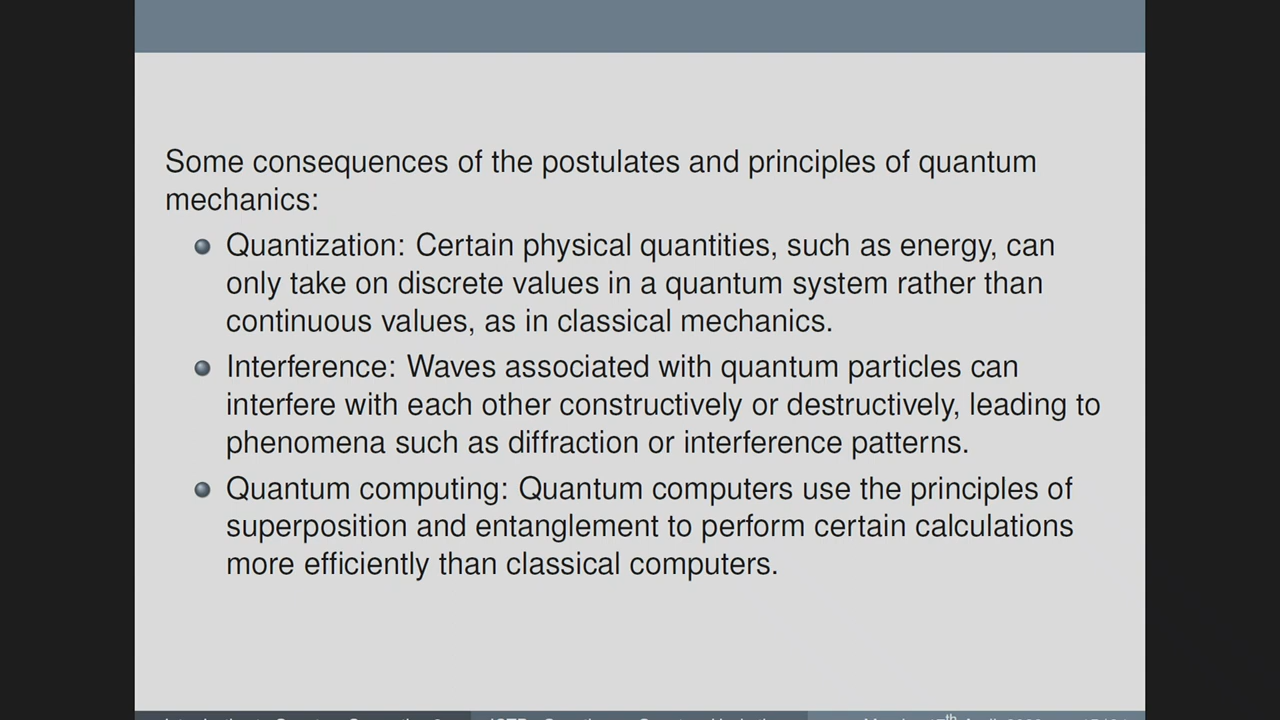 Some consequences of the postulates and principles of quantum
mechanics:
Quantization: Certain physical quantities, such as energy, can
only take on discrete values in a quantum system rather than
continuous values, as in classical mechanics.
Interference: Waves associated with quantum particles can
interfere with each other constructively or destructively, leading to
phenomena such as diffraction or interference patterns.
Quantum computing: Quantum computers use the principles of
superposition and entanglement to perform certain calculations
more efficiently than classical computers.